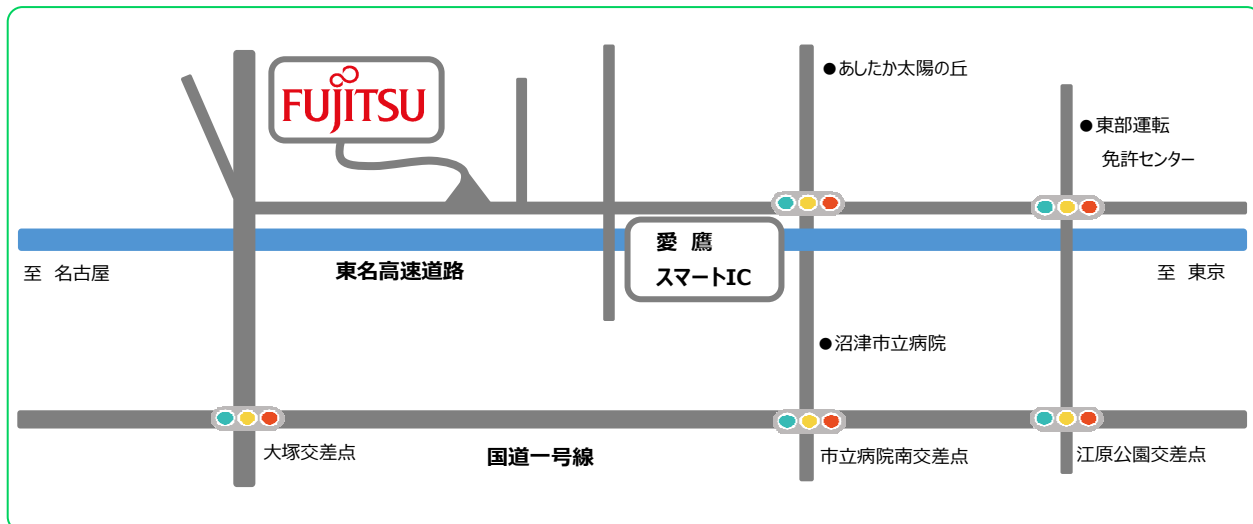 FUJITSU
●あしたか太陽の丘
●東部運転
免許センター
愛 鷹
スマートIC
至 名古屋
東名高速道路
至 東京
●沼津市立病院
大塚交差点
国道一号線
市立病院南交差点
江原公園交差点